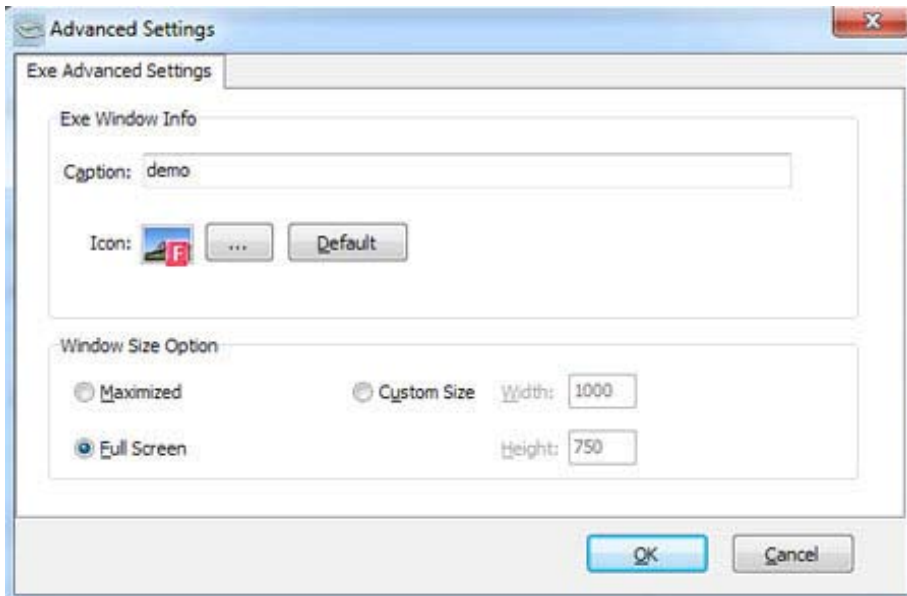 Advanced Settings
Exe Advanced Settings
Exe Window Info
Caption: demo
Icon: F ... Default
Window Size Option
Maximized Custom Size Width: 1000
Full Screen Height: 750
OK Cancel